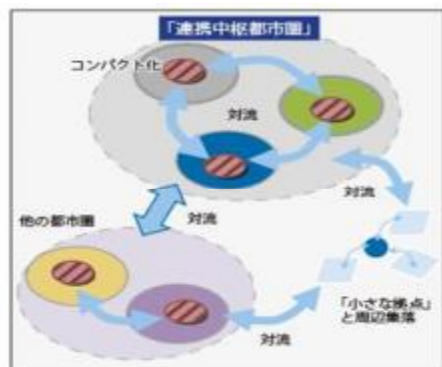 「連携中枢都市圏」
コンパクト化
対流
対流
対流
他の都市圏
「小さな拠点」
と周辺集落
対流